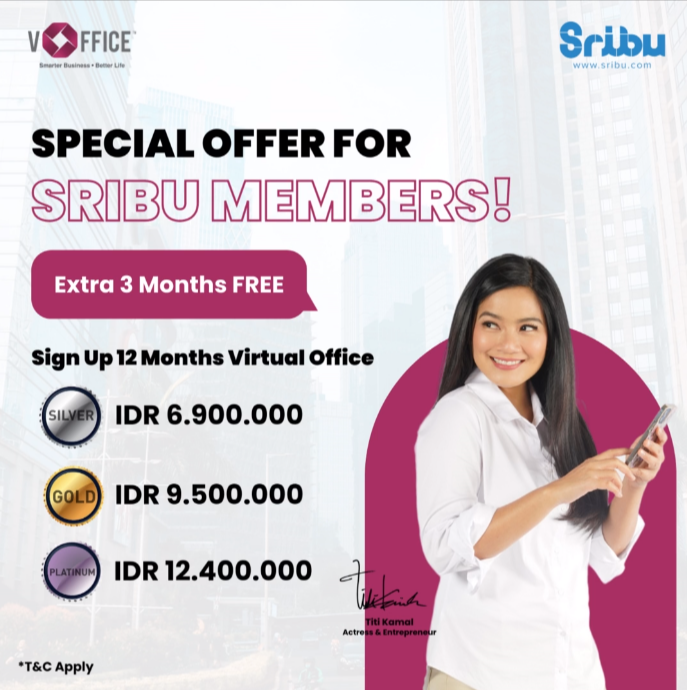 VOFFICE
Smarter Business • Better Life
Sribu
www.sribu.com
SPECIAL OFFER FOR
SRIBU MEMBERS!
Extra 3 Months FREE
Sign Up 12 Months Virtual Office
SILVER IDR 6.900.000
GOLD IDR 9.500.000
PLATINUM IDR 12.400.000
Titi Kamal
Titi Kamal
Actress & Entrepreneur
*T&C Apply